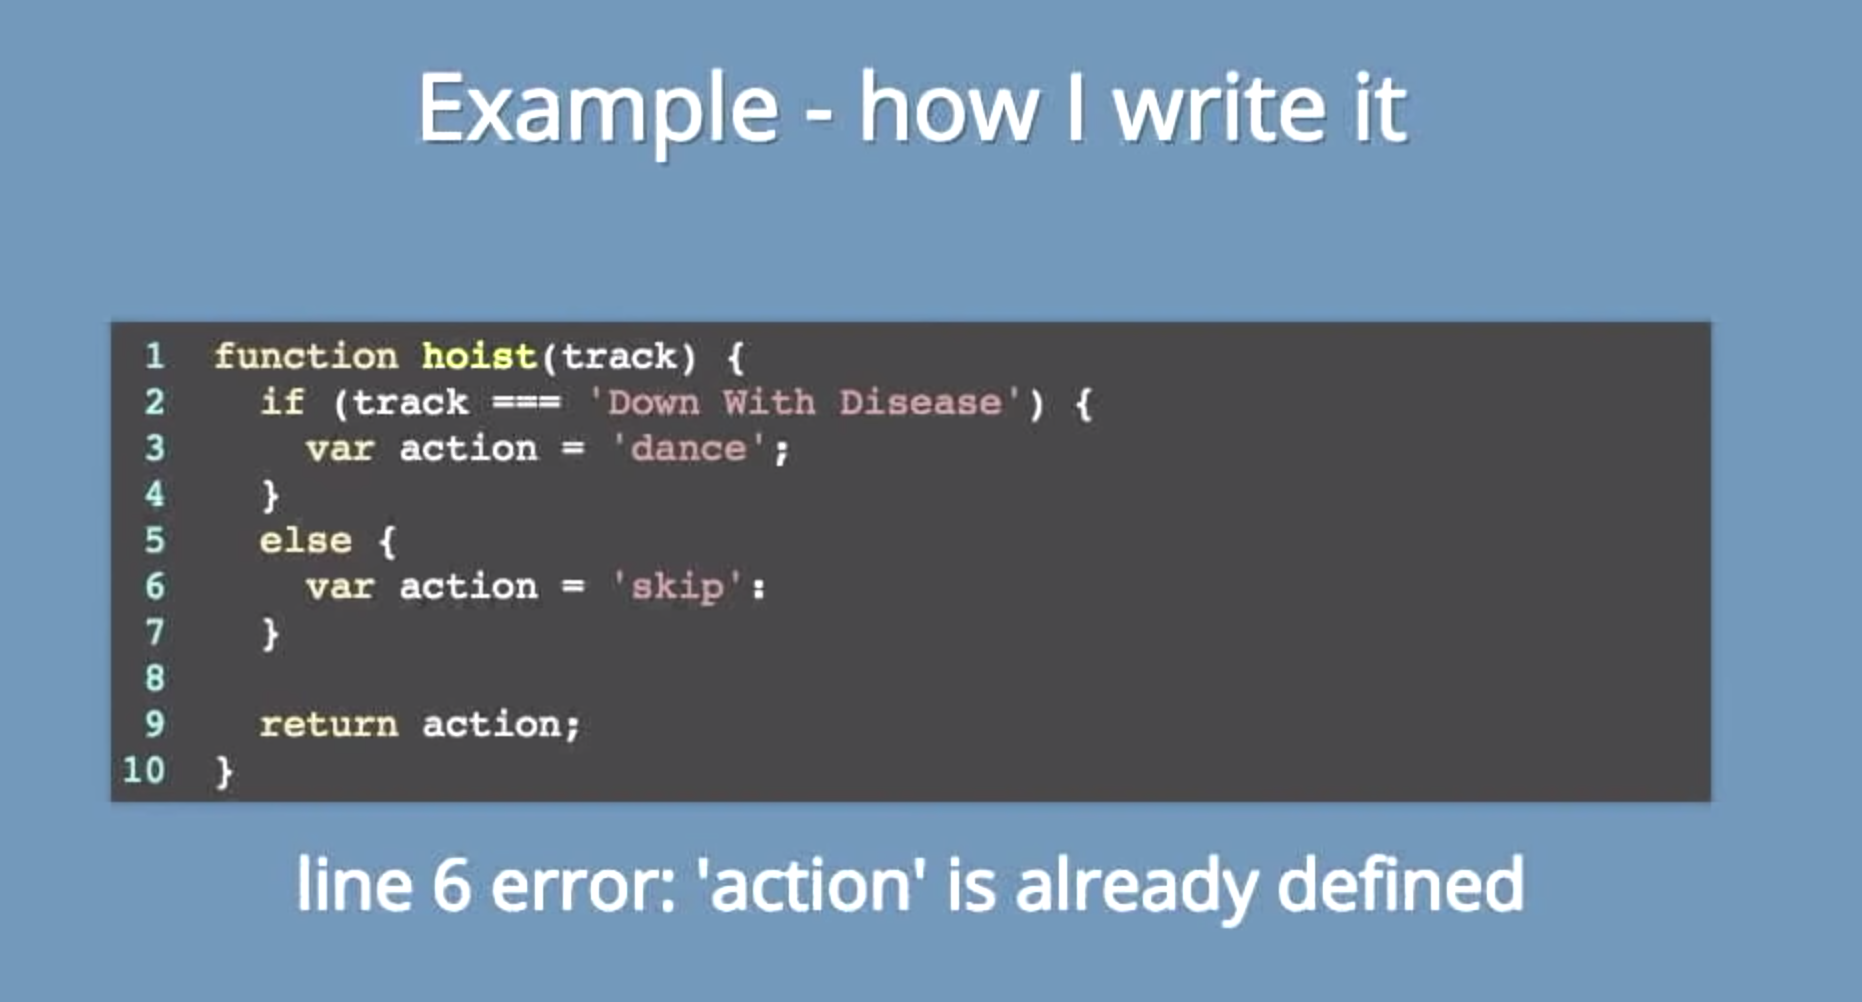 Example - how I write it
1 function hoist(track) {
2 if (track === 'Down With Disease') {
3 var action = 'dance';
4 }
5 else {
6 var action = 'skip':
7 }
8
9 return action;
10 }
line 6 error: 'action' is already defined